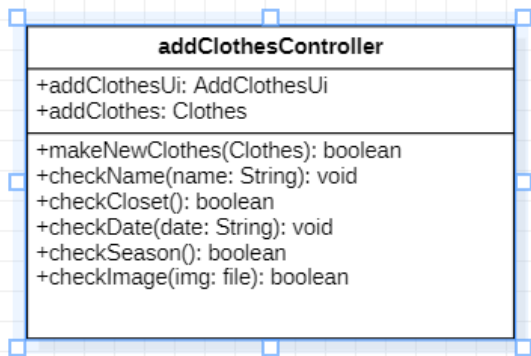 addClothesController
+addClothesUi: AddClothesUi
+addClothes: Clothes
+makeNewClothes(Clothes): boolean
+checkName(name: String): void
+checkCloset(): boolean
+checkDate(date: String): void
+checkSeason(): boolean
+checkImage(img: file): boolean